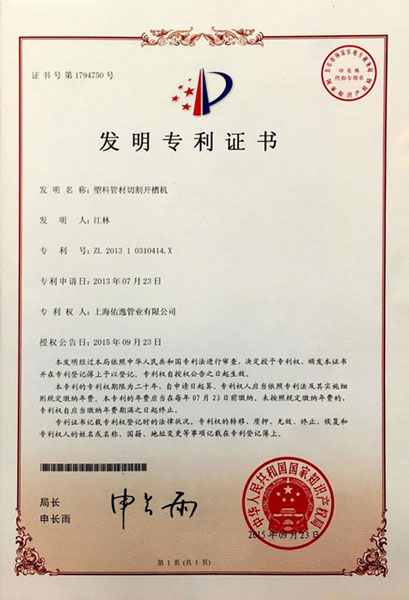 证书号第1794750号
代扣专用章
发明专利证书
发明名称：塑料管材切割开槽机
发明人：江林
专利号：ZL 2013 1 0310414.X
专利申请日：2013年07月23日
专利权人：上海佑逸管业有限公司
授权公告日：2015年09月23日
本发明经过本局依照中华人民共和国专利法进行审查，决定授予专利权，颁发本证书
并在专利登记簿上予以登记。专利权自授权公告之日起生效。
本专利的专利权期限为二十年，自申请日起算。专利权人应当依照专利法及其实施细
则规定缴纳年费。本专利的年费应当在每年07月23日前缴纳。未按照规定缴纳年费的，
专利权自应当缴纳年费期满之日起终止。
专利证书记载专利权登记时的法律状况。专利权的转移、质押、无效、终止、恢复和
专利权人的姓名或名称、国籍、地址变更等事项记载在专利登记簿上。
局长
申长雨
申长雨
中华人民共和国国家知识产权局
2015年09月23日
第1页(共1页)